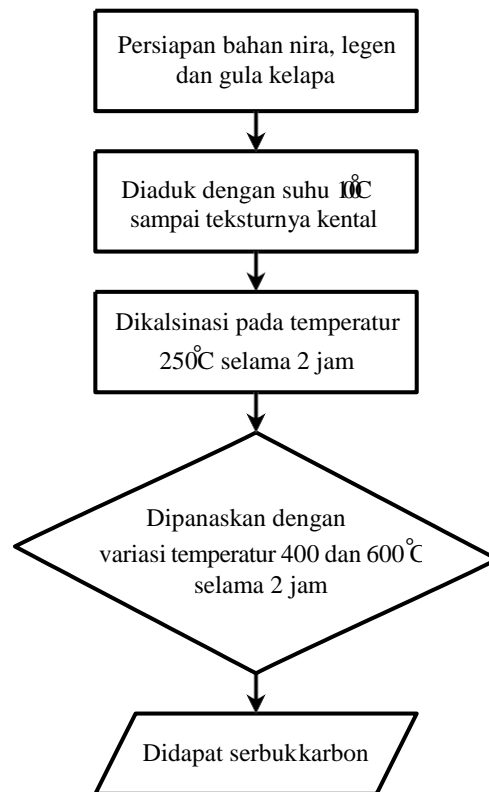 Persiapan bahan nira, legen
dan gula kelapa
Diaduk dengan suhu
sampai teksturnya kental
Dikalsinasi pada temperatur
250°C selama 2 jam
Dipanaskan dengan
variasi temperatur 400 dan 600°C
selama 2 jam
Didapat serbukkarbon